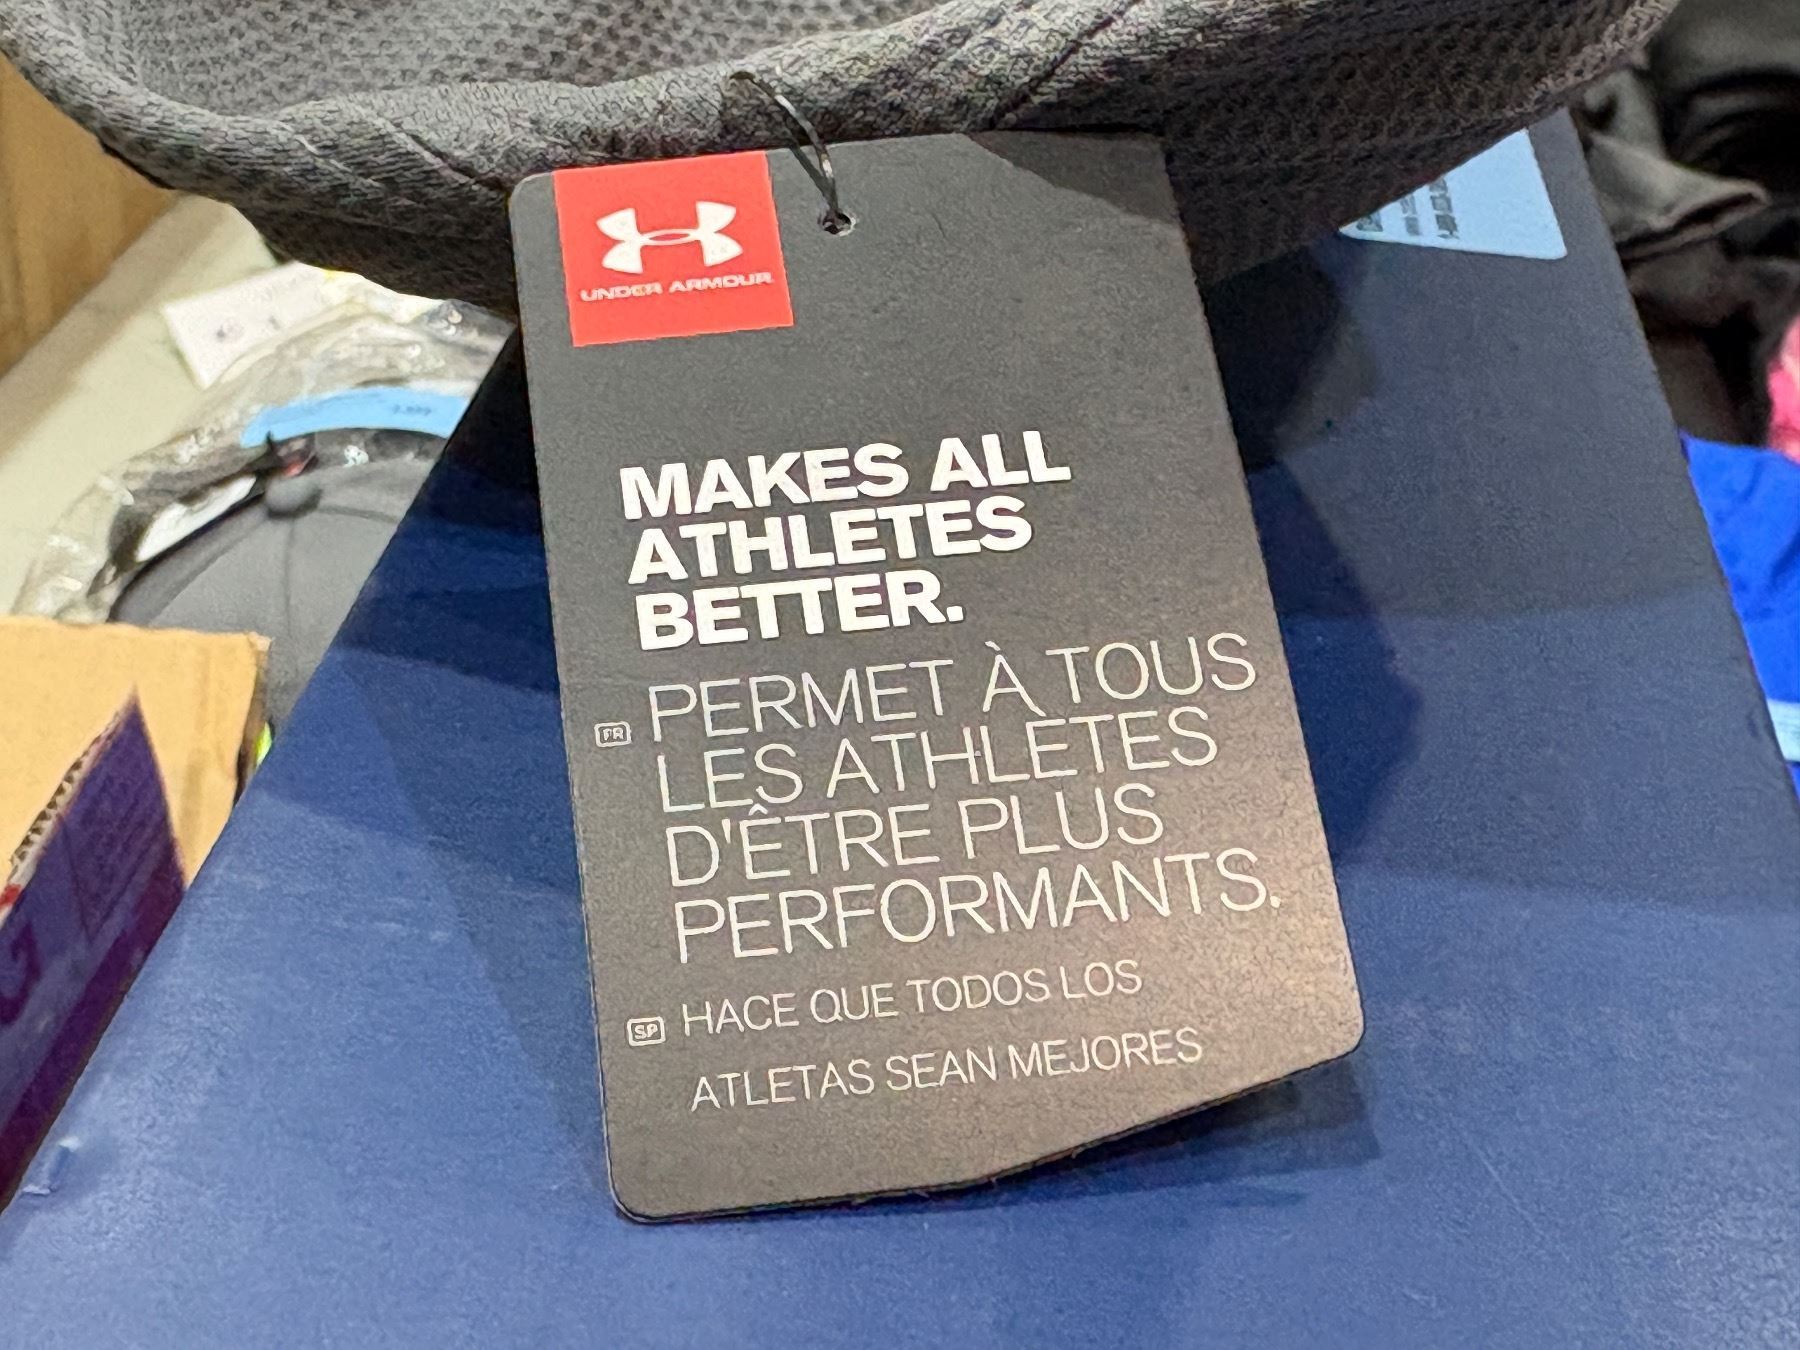 UNDER ARMOUR
MAKES ALL
ATHLETES
BETTER.
FR PERMET À TOUS
LES ATHLETES
D'ÊTRE PLUS
PERFORMANTS.
SP HACE QUE TODOS LOS
ATLETAS SEAN MEJORES